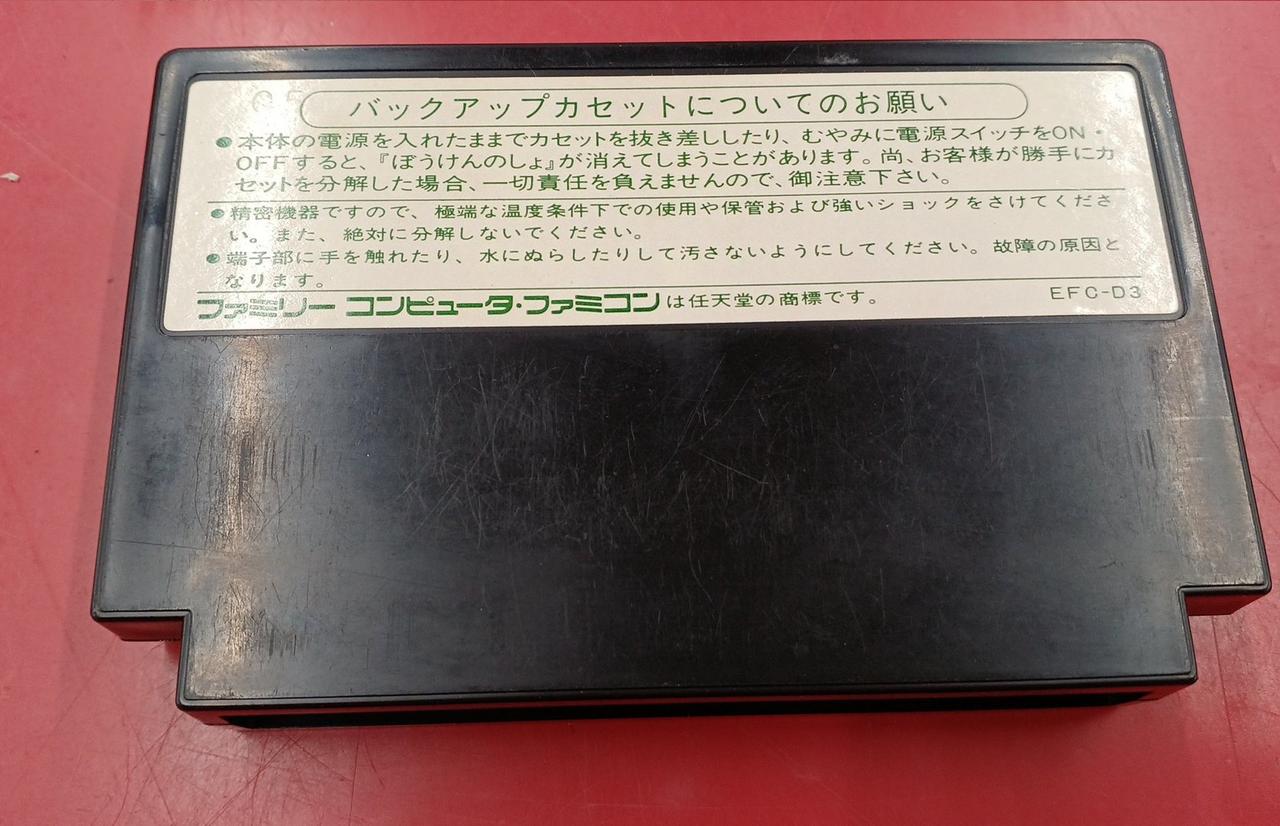 バックアップカセットについてのお願い
●本体の電源を入れたままでカセットを抜き差ししたり、むやみに電源スイッチをON・
OFFすると、『ぼうけんのしょ』が消えてしまうことがあります。尚、お客様が勝手にカ
セットを分解した場合、一切責任を負えませんので、御注意下さい。
●精密機器ですので、極端な温度条件下での使用や保管および強いショックをさけてくださ
い。また、絶対に分解しないでください。
●端子部に手を触れたり、水にぬらしたりして汚さないようにしてください。故障の原因と
なります。
ファミリー コンピュータ・ファミコンは任天堂の商標です。 EFC-D3